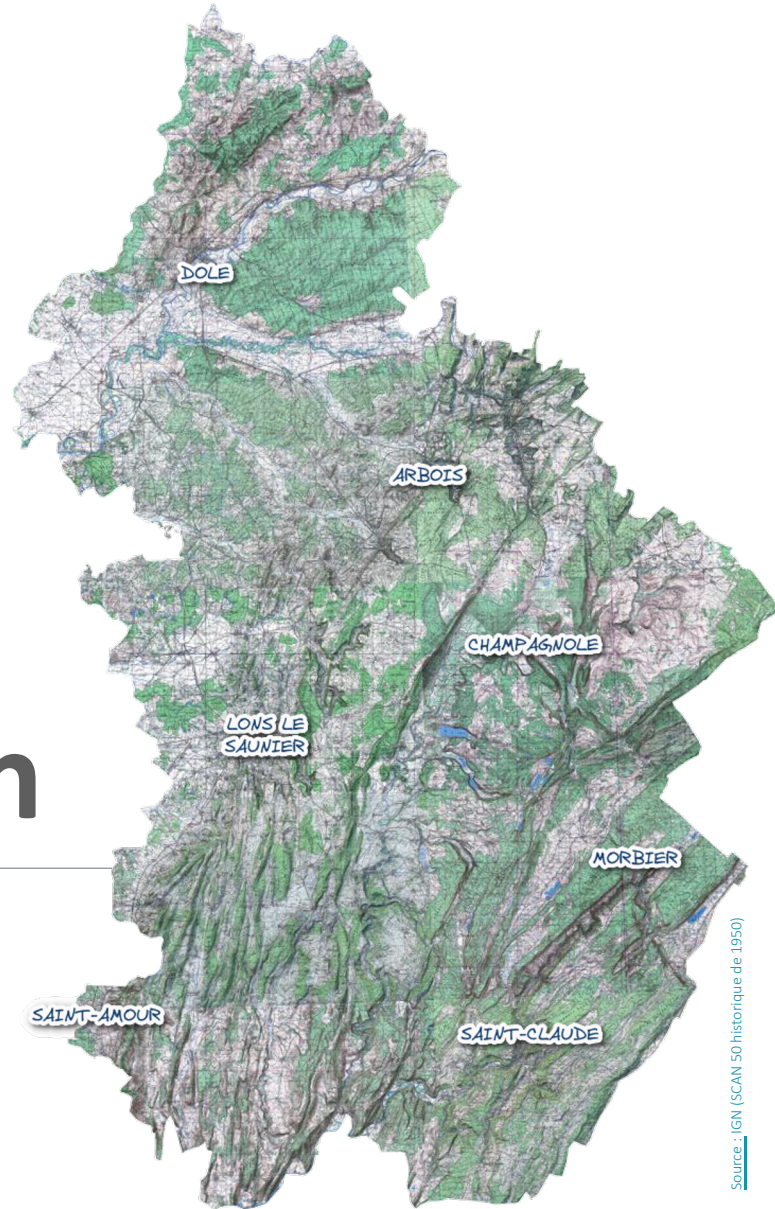 DOLE
ARBOIS
CHAMPAGNOLE
LONS LE
SAUNIER
n
MORBIER
SAINT-AMOUR
SAINT-CLAUDE
Source : IGN (SCAN 50 historique de 1950)